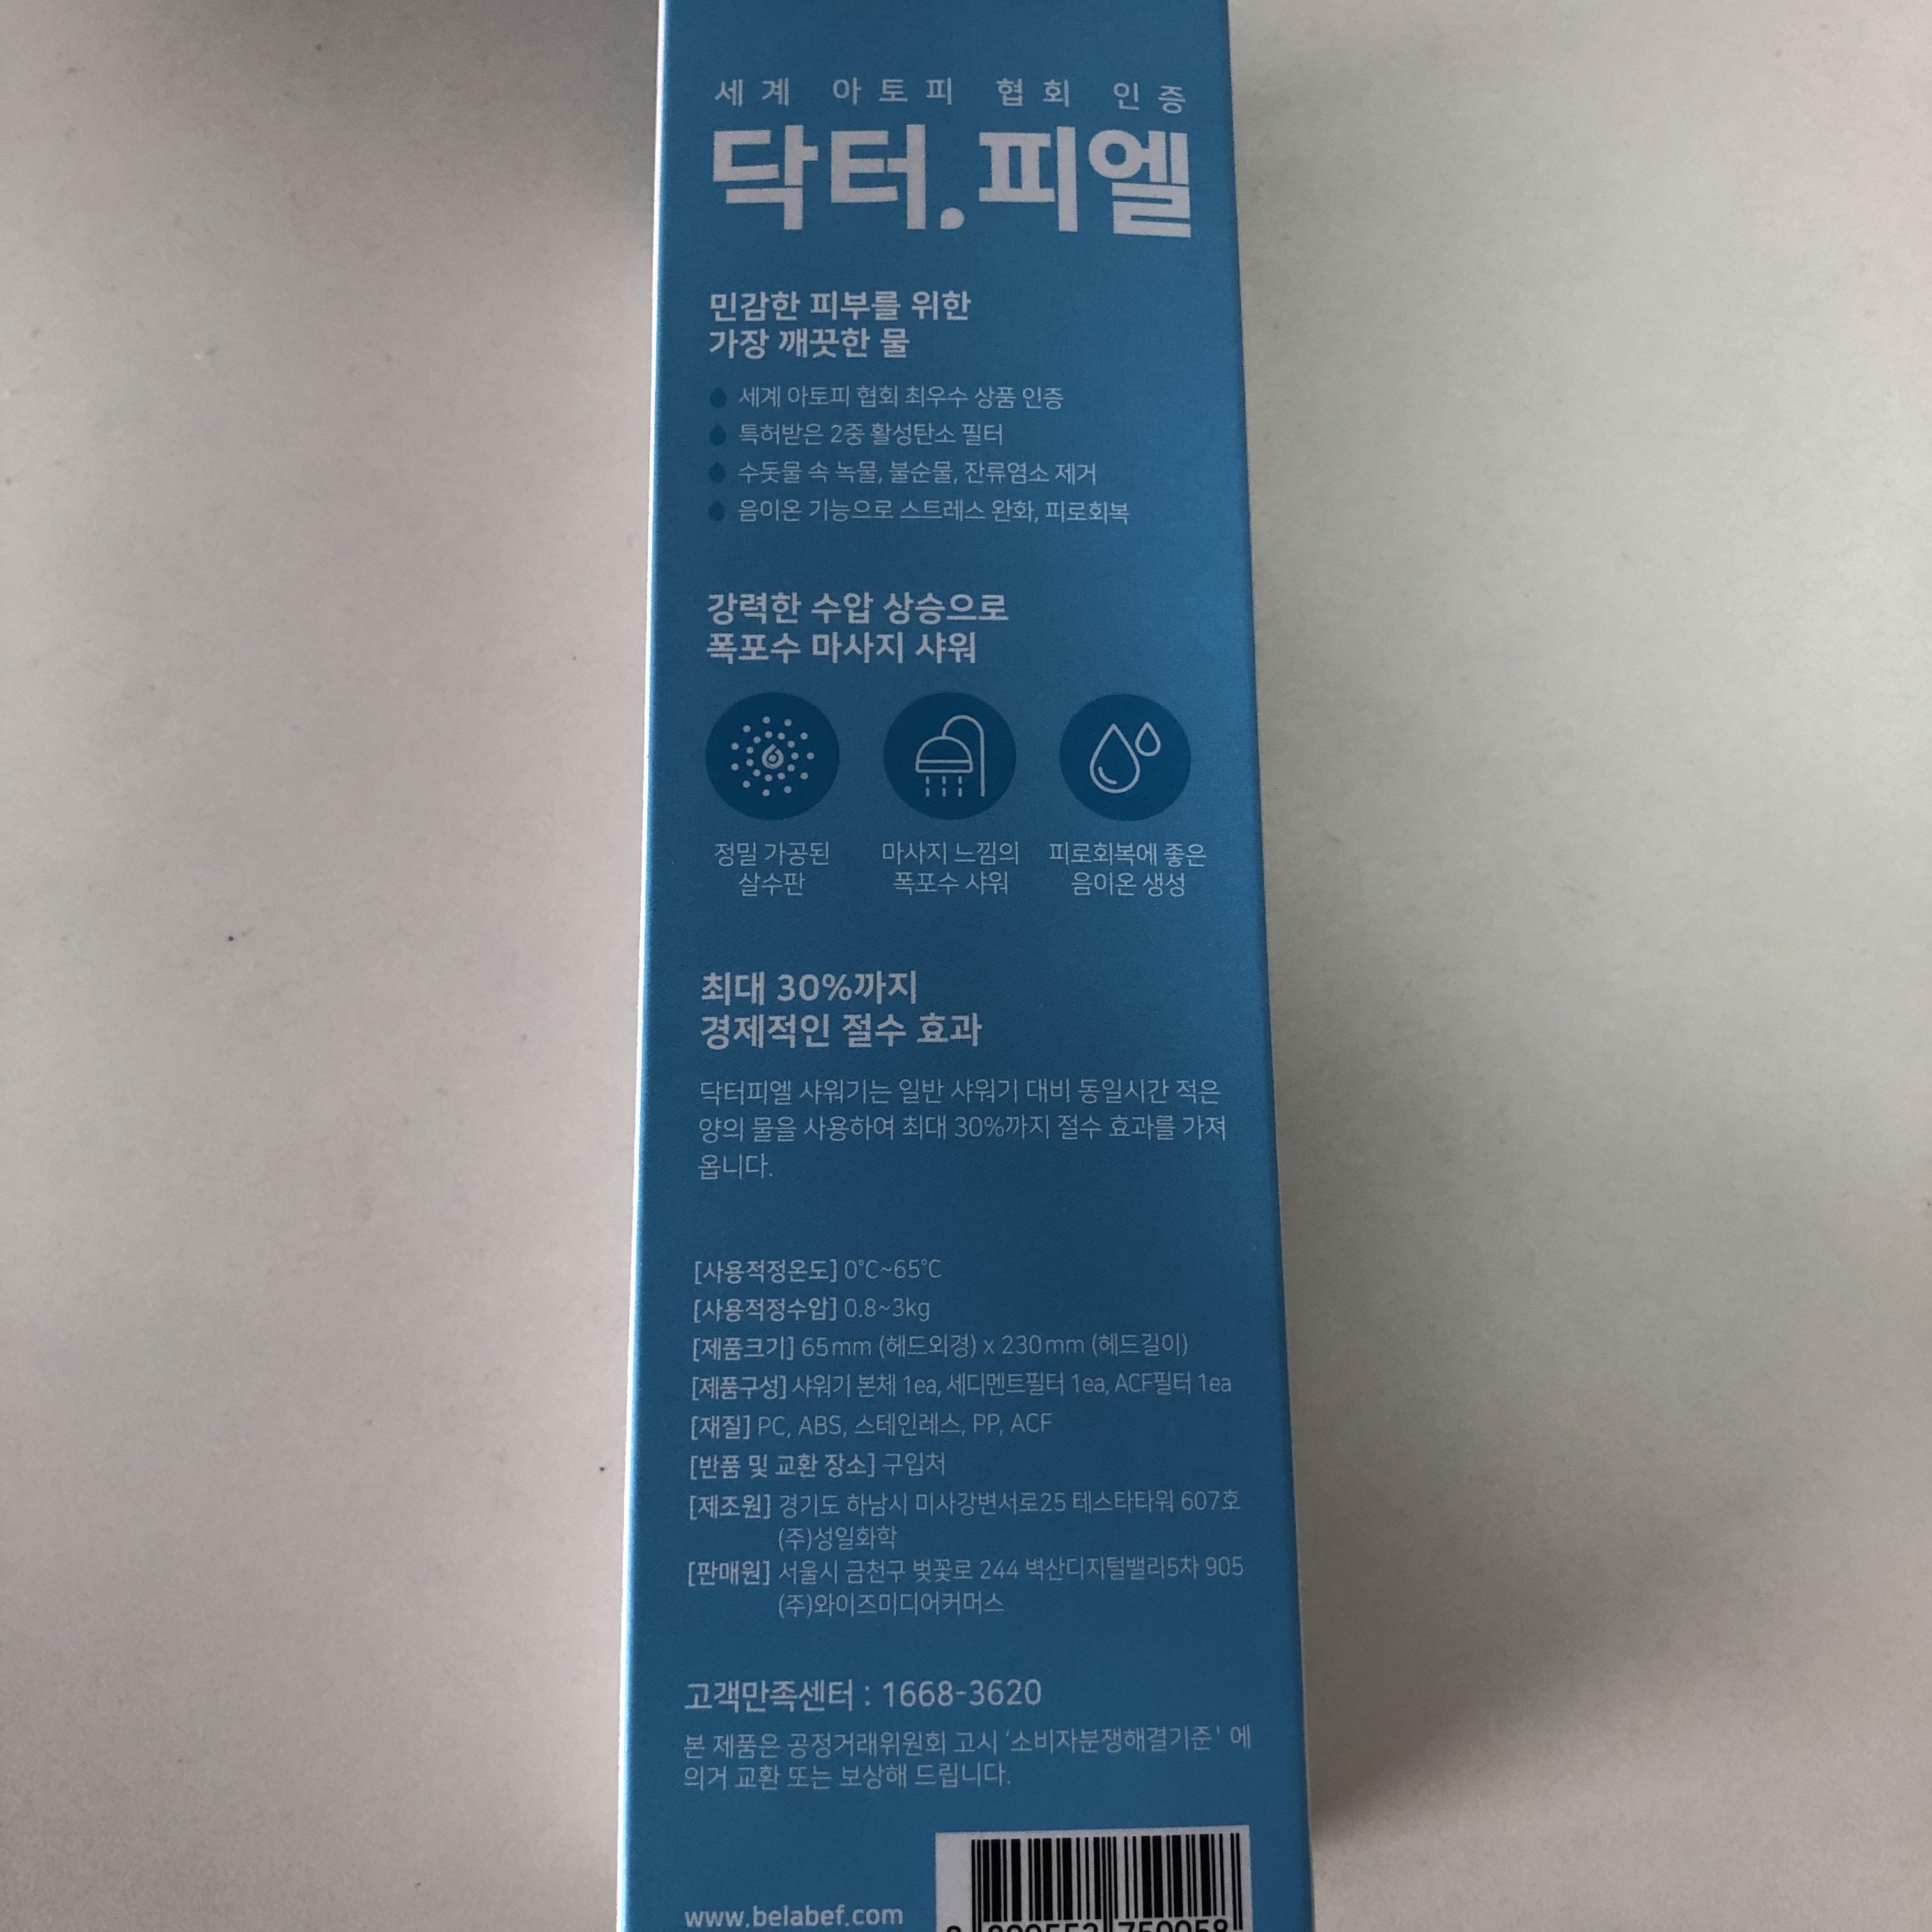 세계 아토피 협회 인증
닥터.피엘
민감한 피부를 위한
가장 깨끗한 물
세계 아토피 협회 최우수 상품 인증
특허받은 2중 활성탄소 필터
수돗물 속 녹물, 불순물, 잔류염소 제거
음이온 기능으로 스트레스 완화, 피로회복
강력한 수압 상승으로
폭포수 마사지 샤워
정밀 가공된
살수판
마사지 느낌의
폭포수 샤워
피로회복에 좋은
음이온 생성
최대 30%까지
경제적인 절수 효과
닥터피엘 샤워기는 일반 샤워기 대비 동일시간 적은
양의 물을 사용하여 최대 30%까지 절수 효과를 가져
옵니다.
[사용적정온도] 0°C~65°C
[사용적정수압] 0.8~3kg
[제품크기] 65mm (헤드외경) x 230mm (헤드길이)
[제품구성] 샤워기 본체 1ea, 세디멘트필터 1ea, ACF필터 1ea
[재질] PC, ABS, 스테인레스, PP, ACF
[반품 및 교환 장소] 구입처
[제조원] 경기도 하남시 미사강변서로25 테스타타워 607호
(주)성일화학
[판매원] 서울시 금천구 벚꽃로 244 벽산디지털밸리5차 905
(주)와이즈미디어커머스
고객만족센터 : 1668-3620
본 제품은 공정거래위원회 고시 '소비자분쟁해결기준' 에
의거 교환 또는 보상해 드립니다.
www.belabef.com